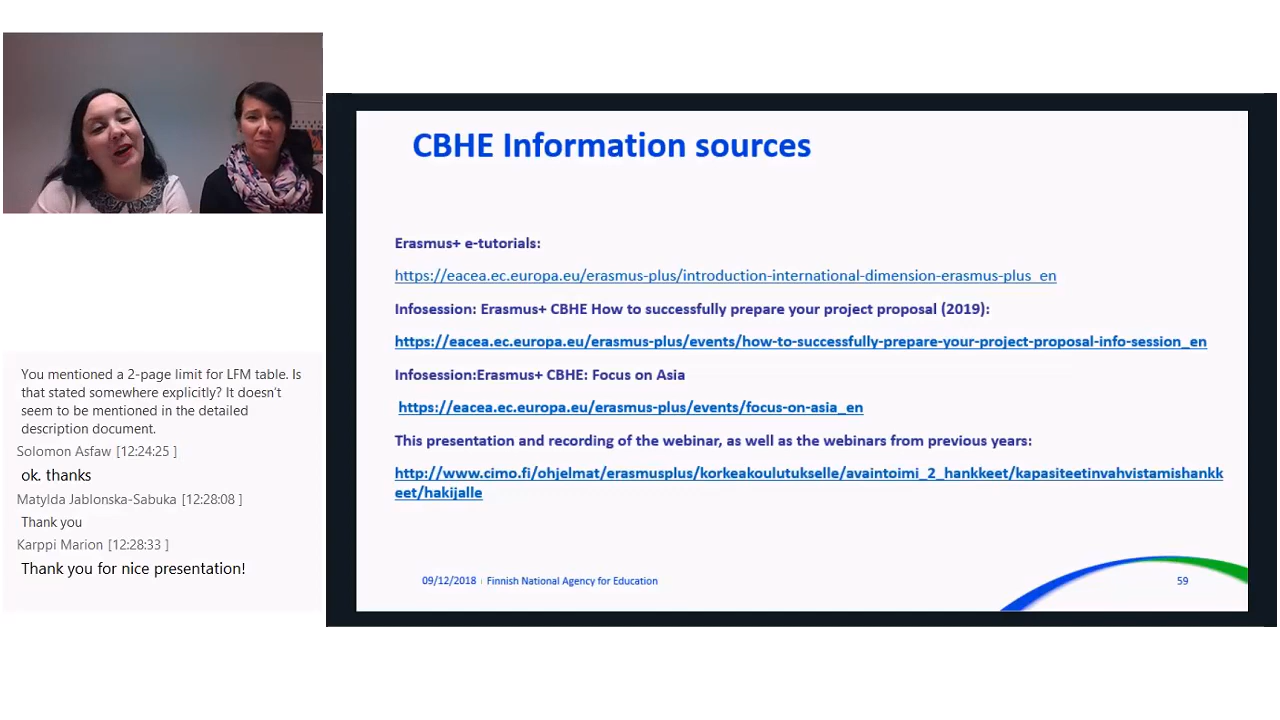 CBHE Information sources
Erasmus+ e-tutorials:
https://eacea.ec.europa.eu/erasmus-plus/introduction-international-dimension-erasmus-plus_en
Infosession: Erasmus+ CBHE How to successfully prepare your project proposal (2019):
https://eacea.ec.europa.eu/erasmus-plus/events/how-to-successfully-prepare-your-project-proposal-info-session_en
Infosession:Erasmus+ CBHE: Focus on Asia
https://eacea.ec.europa.eu/erasmus-plus/events/focus-on-asia_en
This presentation and recording of the webinar, as well as the webinars from previous years:
http://www.cimo.fi/ohjelmat/erasmusplus/korkeakoulutukselle/avaintoimi_2_hankkeet/kapasiteetinvahvistamishankk
eet/hakijalle
09/12/2018 Finnish National Agency for Education
59
You mentioned a 2-page limit for LFM table. Is
that stated somewhere explicitly? It doesn't
seem to be mentioned in the detailed
description document.
Solomon Asfaw [12:24:25 ]
ok. thanks
Matylda Jablonska-Sabuka [12:28:08 ]
Thank you
Karppi Marion [12:28:33 ]
Thank you for nice presentation!